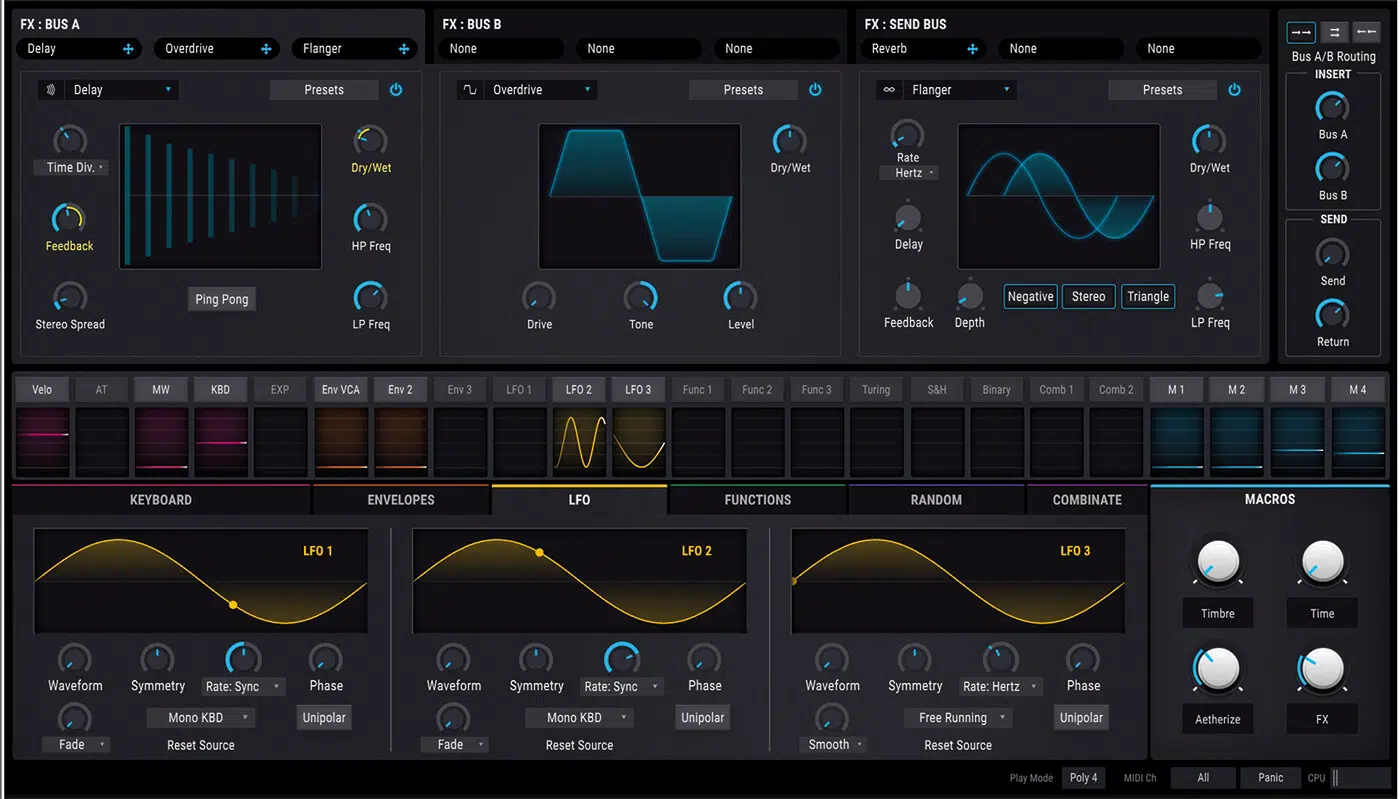 FX : BUS A
FX : BUS B
FX : SEND BUS
Delay Overdrive Flanger
None None None
Reverb None None
Bus A/B Routing
INSERT
Bus A
Bus B
SEND
Send
Return
Delay Presets
Time Div.
Dry/Wet
Feedback
HP Freq
Stereo Spread
Ping Pong
LP Freq
Overdrive Presets
Dry/Wet
Drive Tone Level
Flanger Presets
Rate
Hertz
Dry/Wet
Delay
HP Freq
Negative Stereo Triangle
Feedback Depth LP Freq
Velo AT MW KBD EXP Env VCA Env 2 Env 3 LFO 1 LFO 2 LFO 3 Func 1 Func 2 Func 3 Turing S&H Binary Comb 1 Comb 2 M 1 M 2 M 3 M 4
KEYBOARD ENVELOPES LFO FUNCTIONS RANDOM COMBINATE MACROS
LFO 1
Waveform Symmetry Rate: Sync Phase
Mono KBD Unipolar
Fade Reset Source
LFO 2
Waveform Symmetry Rate: Sync Phase
Mono KBD Unipolar
Fade Reset Source
LFO 3
Waveform Symmetry Rate: Hertz Phase
Free Running Unipolar
Smooth Reset Source
Timbre Time
Aetherize FX
Play Mode Poly 4 MIDI Ch All Panic CPU